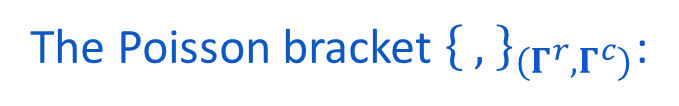 The Poisson bracket { , }_{(𝚪^r,𝚪^c)}: